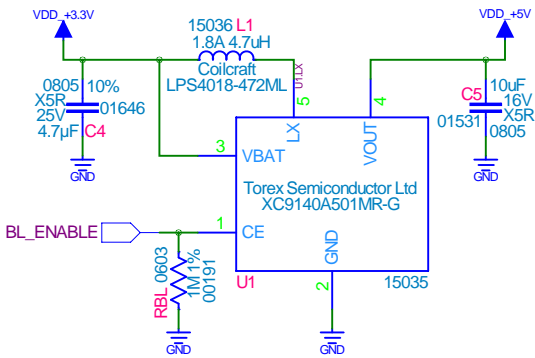 VDD_+3.3V
VDD_+5V
15036 L1
1.8A 4.7uH
Coilcraft
LPS4018-472ML
U1.LX
0805 10%
X5R
25V 01646
4.7µF C4
GND
5
4
C5 10uF
16V
01531 X5R
0805
GND
LX
VOUT
3
VBAT
Torex Semiconductor Ltd
XC9140A501MR-G
BL_ENABLE
1
CE
GND
U1
2
15035
RBL 0603
1M 1%
00191
GND
GND